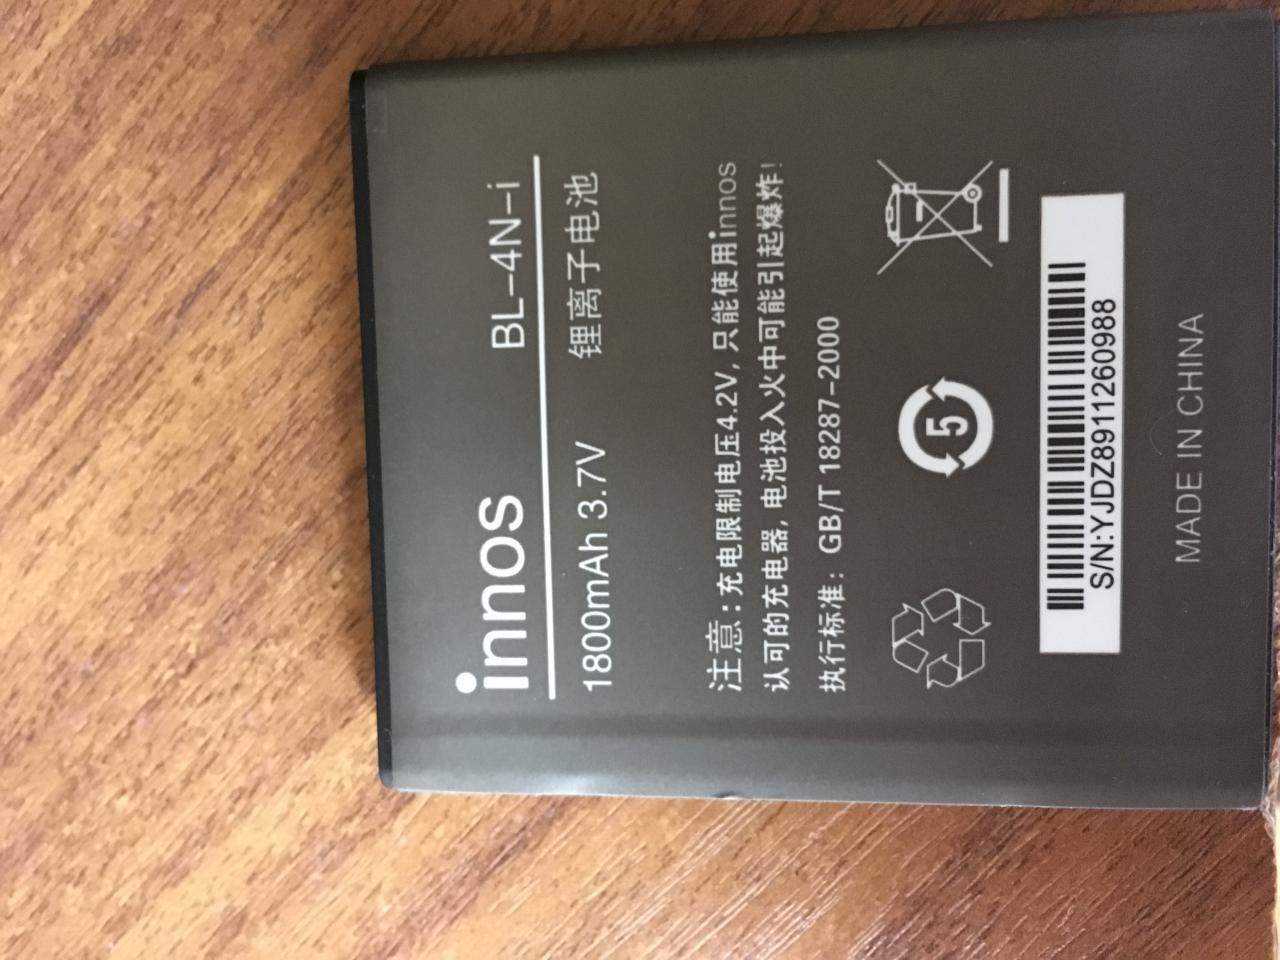 innos BL-4N-i
1800mAh 3.7V 锂离子电池
注意:充电限制电压4.2V,只能使用innos
认可的充电器,电池投入火中可能引起爆炸!
执行标准: GB/T 18287-2000
5
S/N:YJDZ8911260988
MADE IN CHINA